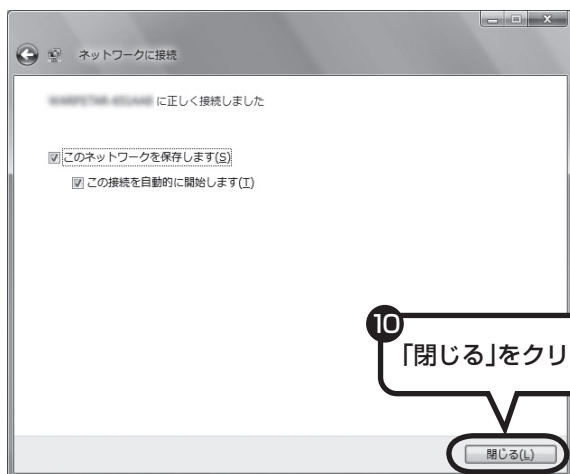 ネットワークに接続
に正しく接続しました
このネットワークを保存します(S)
この接続を自動的に開始します(T)
10
「閉じる」をクリ
閉じる(L)